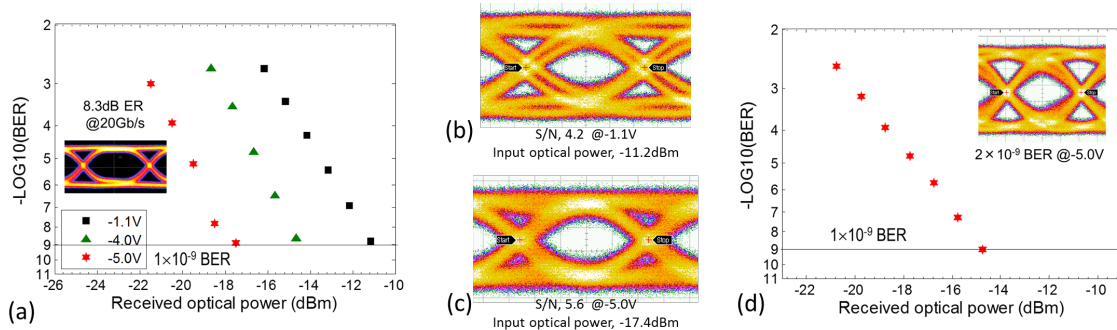 2
3
4
5
6
7
8
9
10
11
-LOG10(BER)
8.3dB ER
@20Gb/s
-1.1V
-4.0V
-5.0V
1×10-9 BER
-26 -24 -22 -20 -18 -16 -14 -12 -10
Received optical power (dBm)
(a)
Start
Stop
(b)
S/N, 4.2 @-1.1V
Input optical power, -11.2dBm
Start
Stop
(c)
S/N, 5.6 @-5.0V
Input optical power, -17.4dBm
2
3
4
5
6
7
8
9
10
11
-LOG10(BER)
Start
Stop
2×10-9 BER @-5.0V
1×10-9 BER
-22 -20 -18 -16 -14 -12 -10
Received optical power (dBm)
(d)